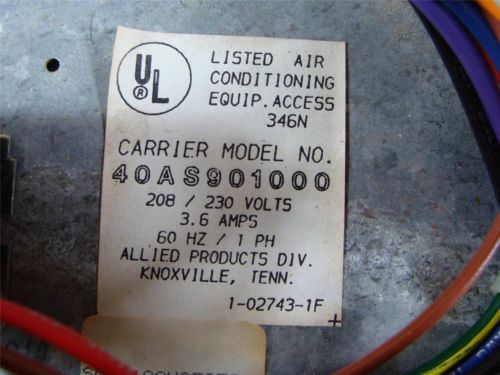 UL
®
LISTED AIR
CONDITIONING
EQUIP. ACCESS
346N
CARRIER MODEL NO.
40AS901000
208 / 230 VOLTS
3.6 AMPS
60 HZ / 1 PH
ALLIED PRODUCTS DIV.
KNOXVILLE, TENN.
1-02743-1F
+